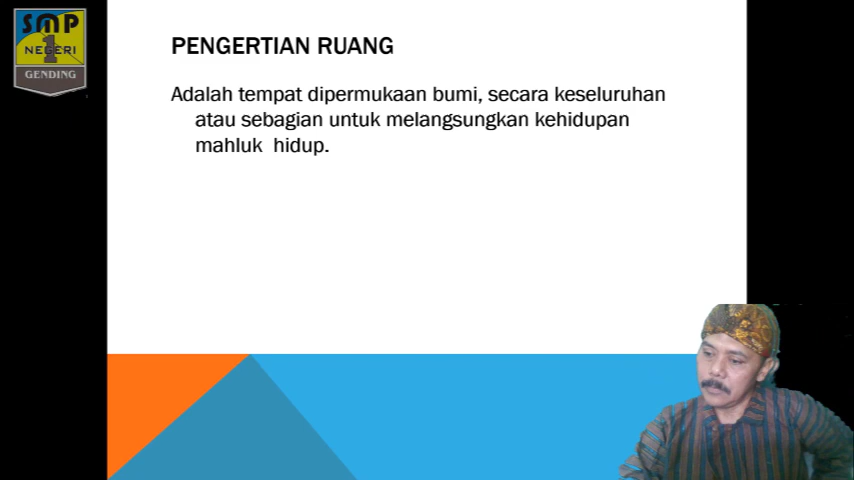 SMP
1
NEGERI
GENDING
PENGERTIAN RUANG
Adalah tempat dipermukaan bumi, secara keseluruhan
atau sebagian untuk melangsungkan kehidupan
mahluk hidup.